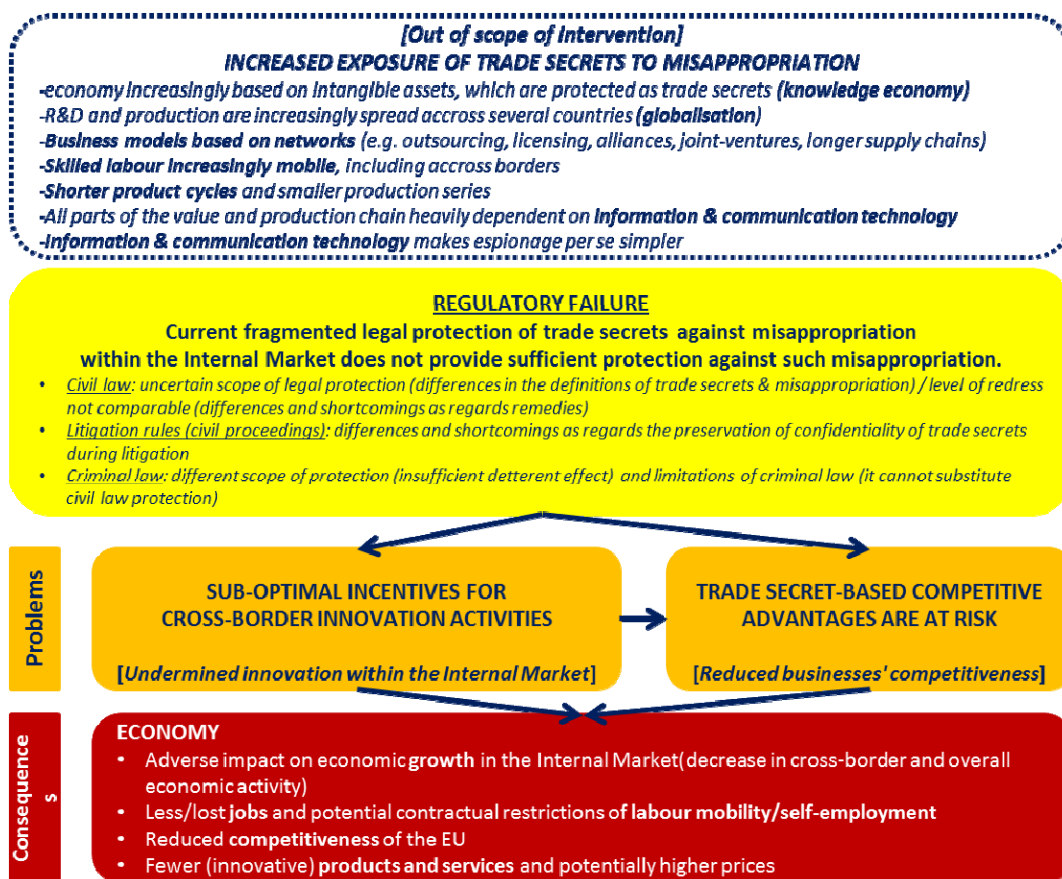 [Out of scope of intervention]
INCREASED EXPOSURE OF TRADE SECRETS TO MISAPPROPRIATION
-economy increasingly based on intangible assets, which are protected as trade secrets (knowledge economy)
-R&D and production are increasingly spread accross several countries (globalisation)
-Business models based on networks (e.g. outsourcing, licensing, alliances, joint-ventures, longer supply chains)
-Skilled labour increasingly mobile, including accross borders
-Shorter product cycles and smaller production series
-All parts of the value and production chain heavily dependent on information & communication technology
-Information & communication technology makes espionage per se simpler
REGULATORY FAILURE
Current fragmented legal protection of trade secrets against misappropriation
within the Internal Market does not provide sufficient protection against such misappropriation.
• Civil law: uncertain scope of legal protection (differences in the definitions of trade secrets & misappropriation) / level of redress
not comparable (differences and shortcomings as regards remedies)
• Litigation rules (civil proceedings): differences and shortcomings as regards the preservation of confidentiality of trade secrets
during litigation
• Criminal law: different scope of protection (insufficient detterent effect) and limitations of criminal law (it cannot substitute
civil law protection)
Problems
SUB-OPTIMAL INCENTIVES FOR
CROSS-BORDER INNOVATION ACTIVITIES
[Undermined innovation within the Internal Market]
TRADE SECRET-BASED COMPETITIVE
ADVANTAGES ARE AT RISK
[Reduced businesses' competitiveness]
Consequence
s
ECONOMY
• Adverse impact on economic growth in the Internal Market(decrease in cross-border and overall
economic activity)
• Less/lost jobs and potential contractual restrictions of labour mobility/self-employment
• Reduced competitiveness of the EU
• Fewer (innovative) products and services and potentially higher prices